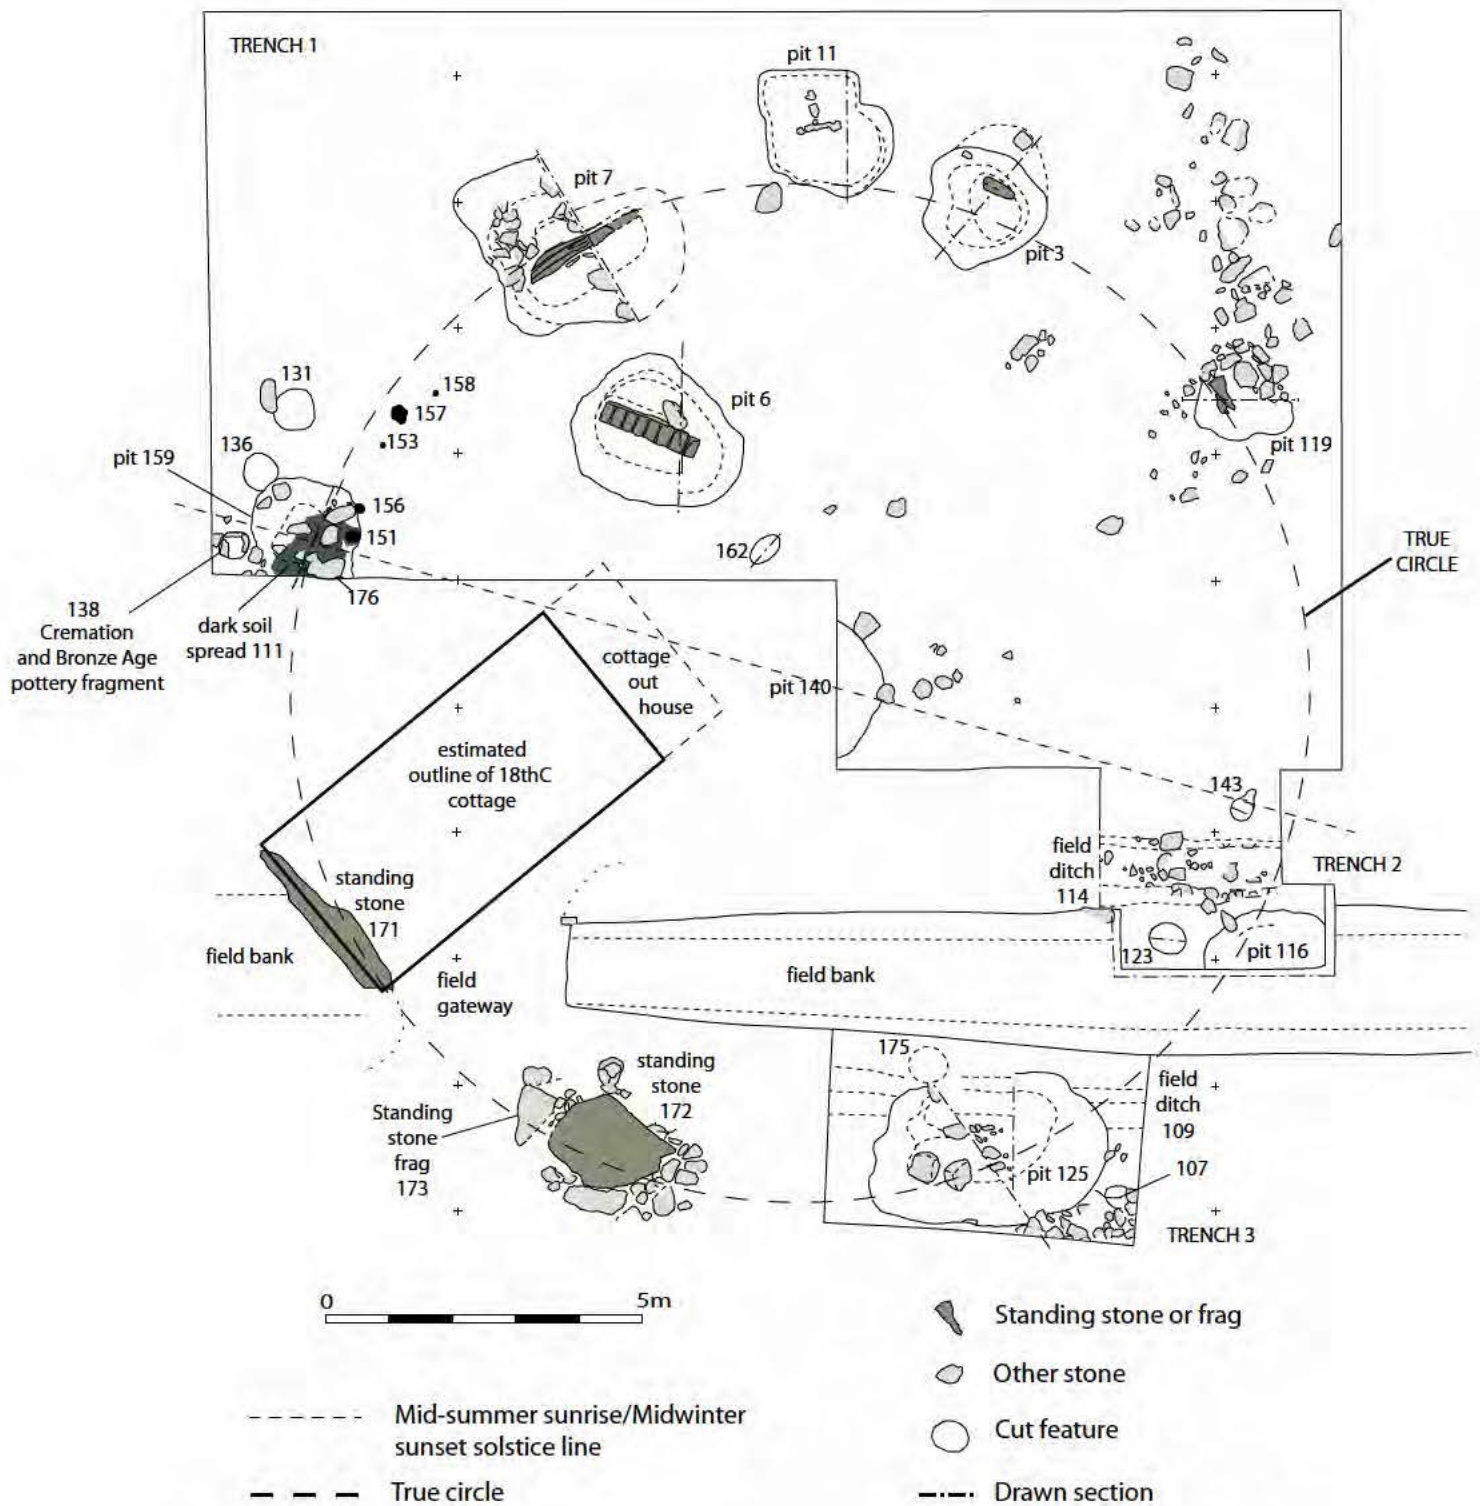 TRENCH 1
pit 11
pit 7
pit 3
131
158
157
153
pit 6
136
pit 159
pit 119
156
151
162
TRUE
CIRCLE
176
138
Cremation
and Bronze Age
pottery fragment
dark soil
spread 111
cottage
out
house
pit 140
estimated
outline of 18thC
cottage
143
field
ditch
114
TRENCH 2
standing
stone
171
field bank
field
gateway
field bank
123
pit 116
175
standing
stone
172
Standing
stone
frag
173
field
ditch
109
107
pit 125
TRENCH 3
0 5m
Standing stone or frag
Other stone
Mid-summer sunrise/Midwinter
sunset solstice line
Cut feature
True circle
Drawn section